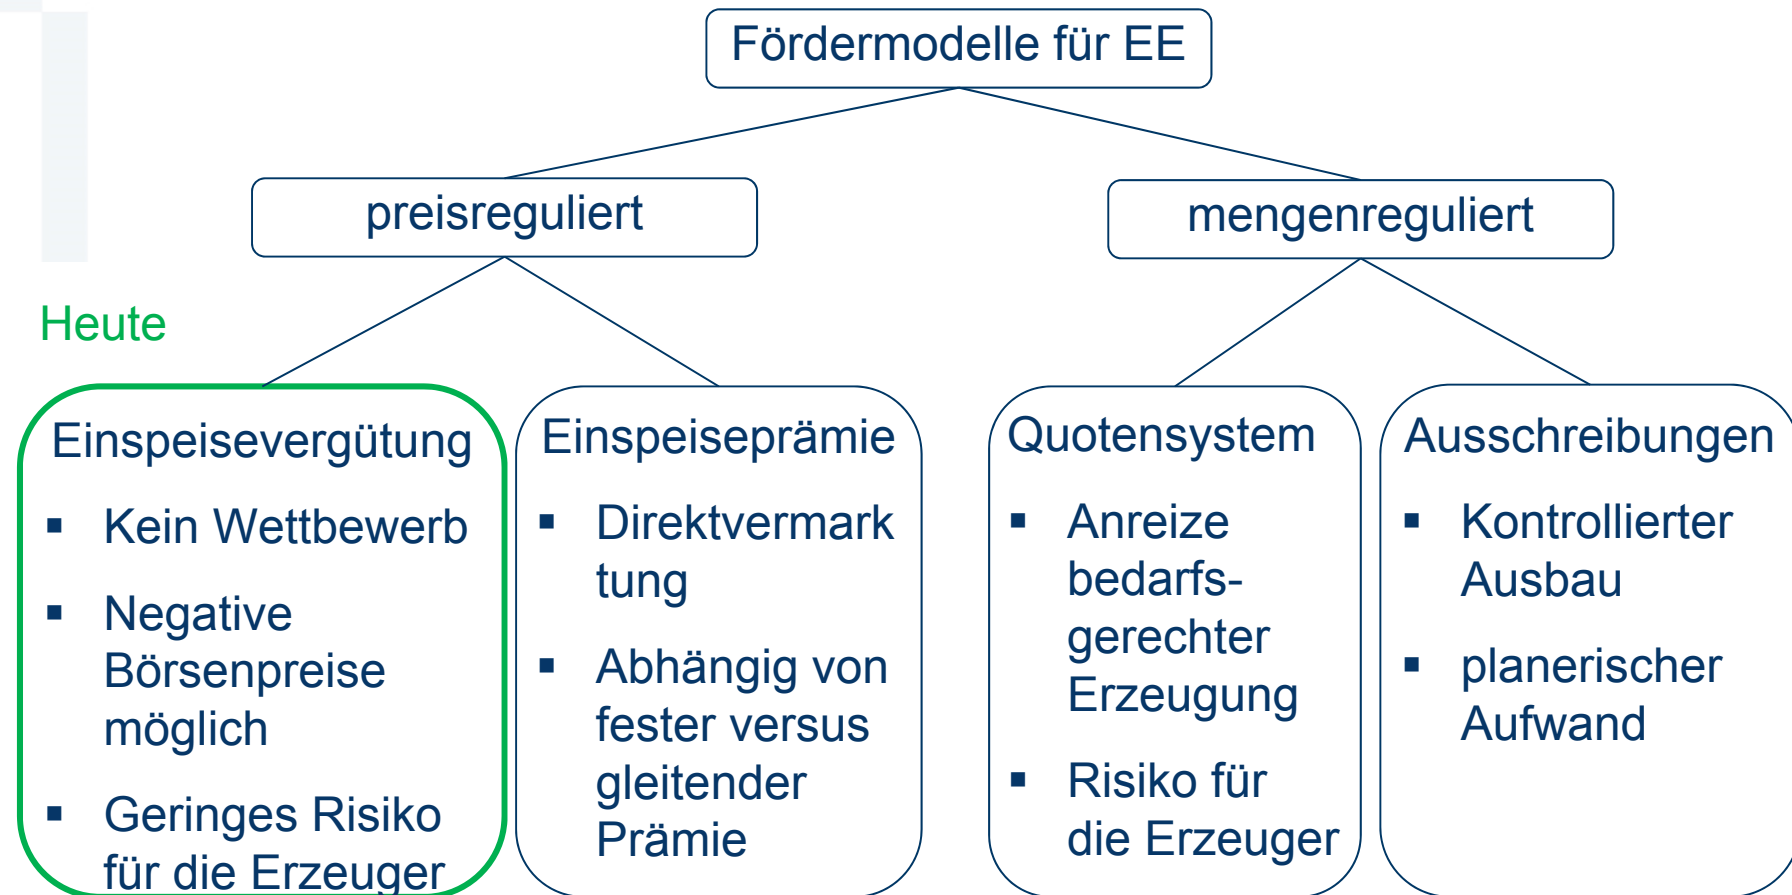 Fördermodelle für EE
preisreguliert
mengenreguliert
Heute
Einspeisevergütung
▪ Kein Wettbewerb
▪ Negative
Börsenpreise
möglich
▪ Geringes Risiko
für die Erzeuger
Einspeiseprämie
▪ Direktvermark
tung
▪ Abhängig von
fester versus
gleitender
Prämie
Quotensystem
▪ Anreize
bedarfs-
gerechter
Erzeugung
▪ Risiko für
die Erzeuger
Ausschreibungen
▪ Kontrollierter
Ausbau
▪ planerischer
Aufwand